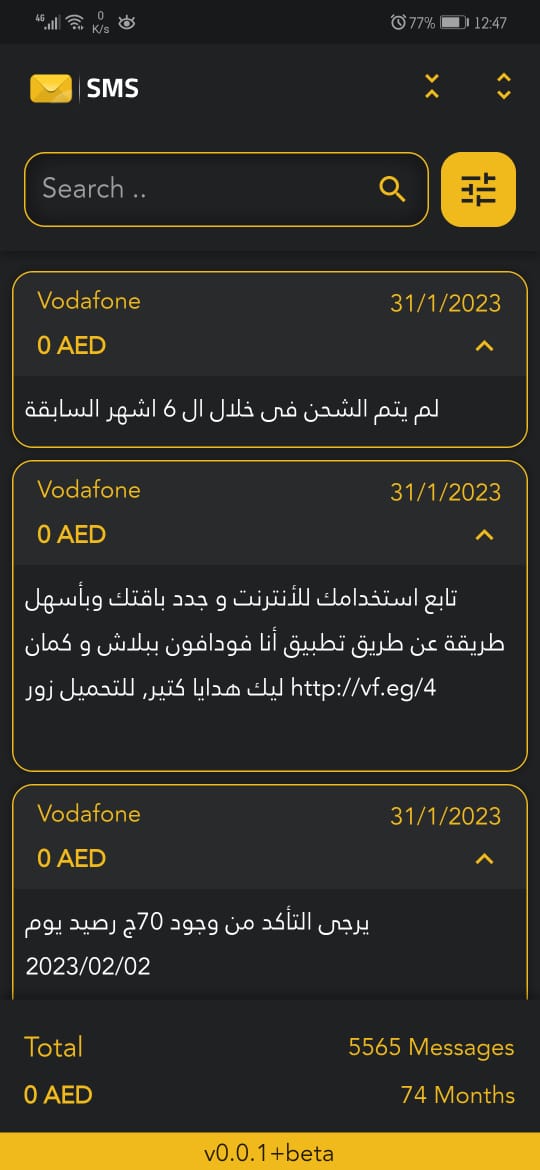 4G 0 K/s 77% 12:47
SMS
Search ..
Vodafone 31/1/2023
0 AED
لم يتم الشحن فى خلال ال 6 اشهر السابقة
Vodafone 31/1/2023
0 AED
تابع استخدامك للأنترنت و جدد باقتك وبأسهل
طريقة عن طريق تطبيق أنا فودافون ببلاش و كمان
ليك هدايا كتير, للتحميل زور http://vf.eg/4
Vodafone 31/1/2023
0 AED
يرجى التأكد من وجود 70ج رصيد يوم
2023/02/02
Total 5565 Messages
0 AED 74 Months
v0.0.1+beta